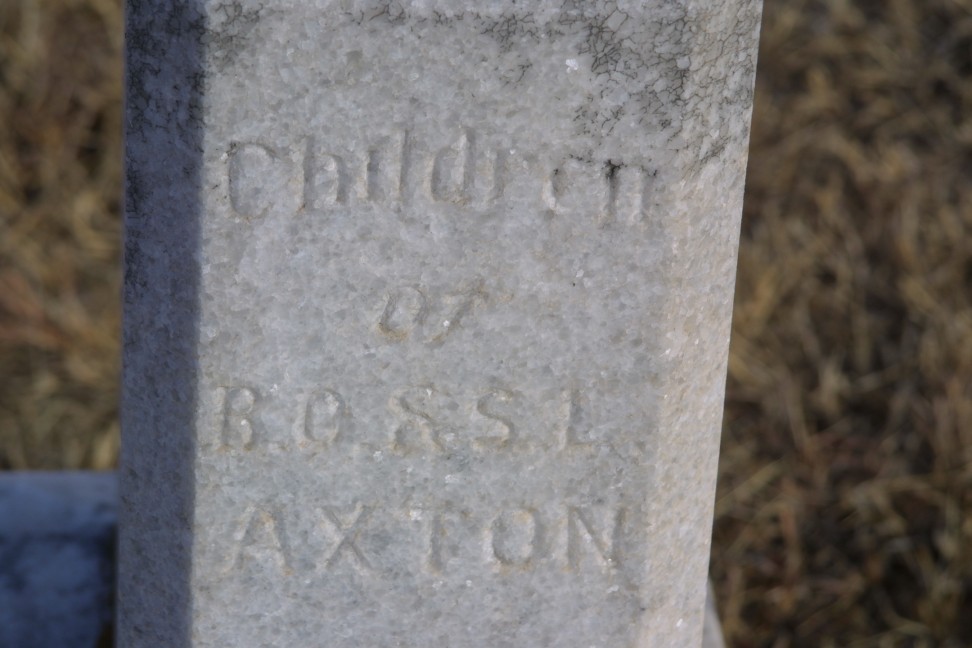 Children
of
B.O. & S.L.
AXTON